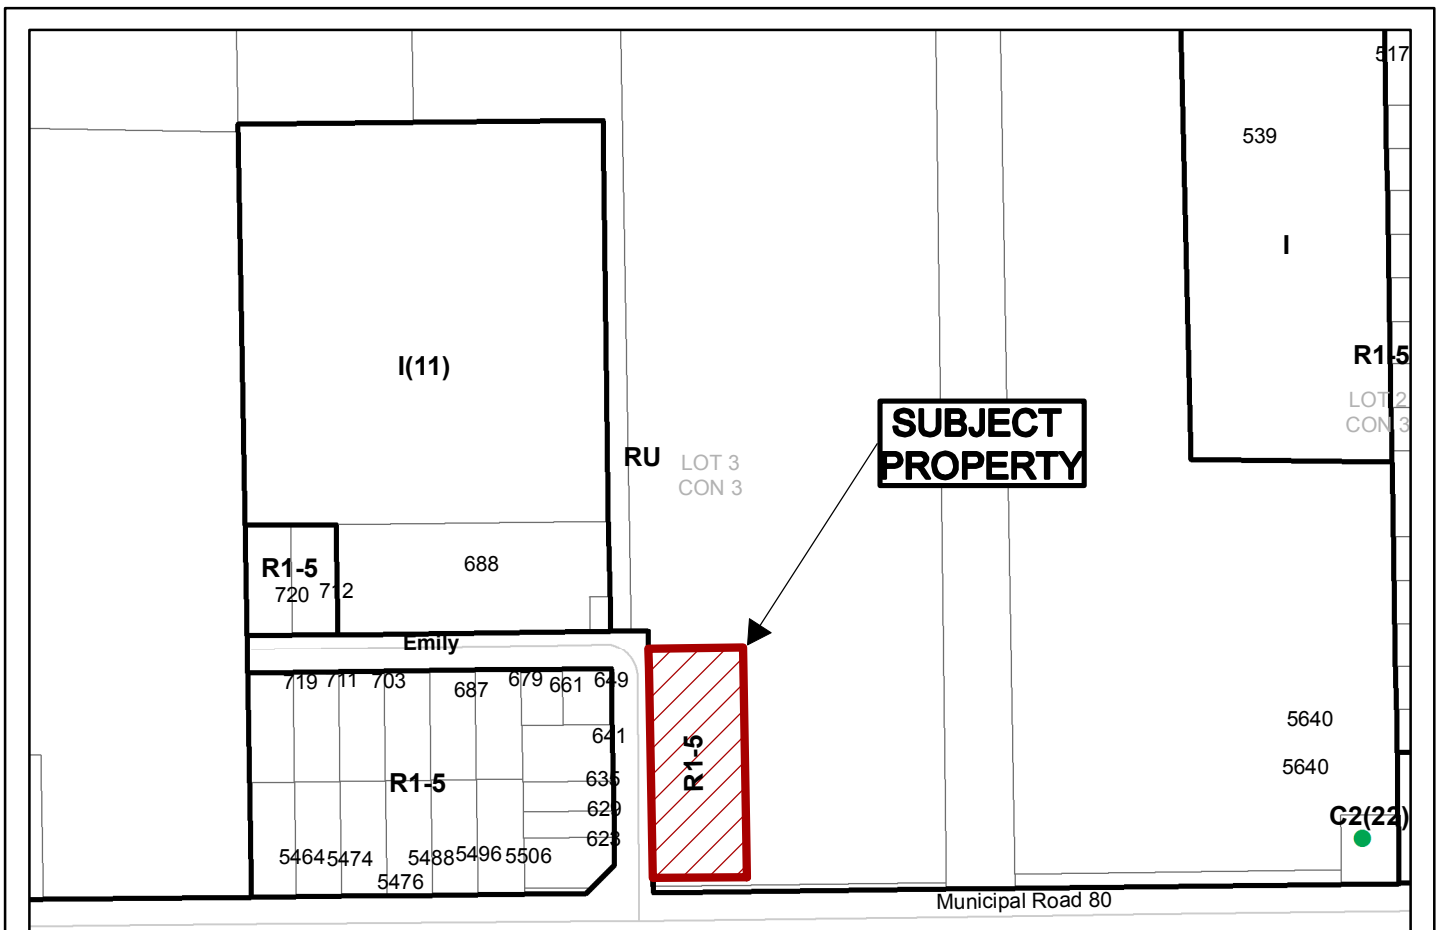 517
539
I
I(11)
R1-5
LOT 2
CON 3
SUBJECT
PROPERTY
RU
LOT 3
CON 3
688
R1-5
720
712
Emily
719
711
703
687
679
661
649
641
635
629
623
R1-5
R1-5
5640
5640
C2(22)
5464
5474
5476
5488
5496
5506
Municipal Road 80